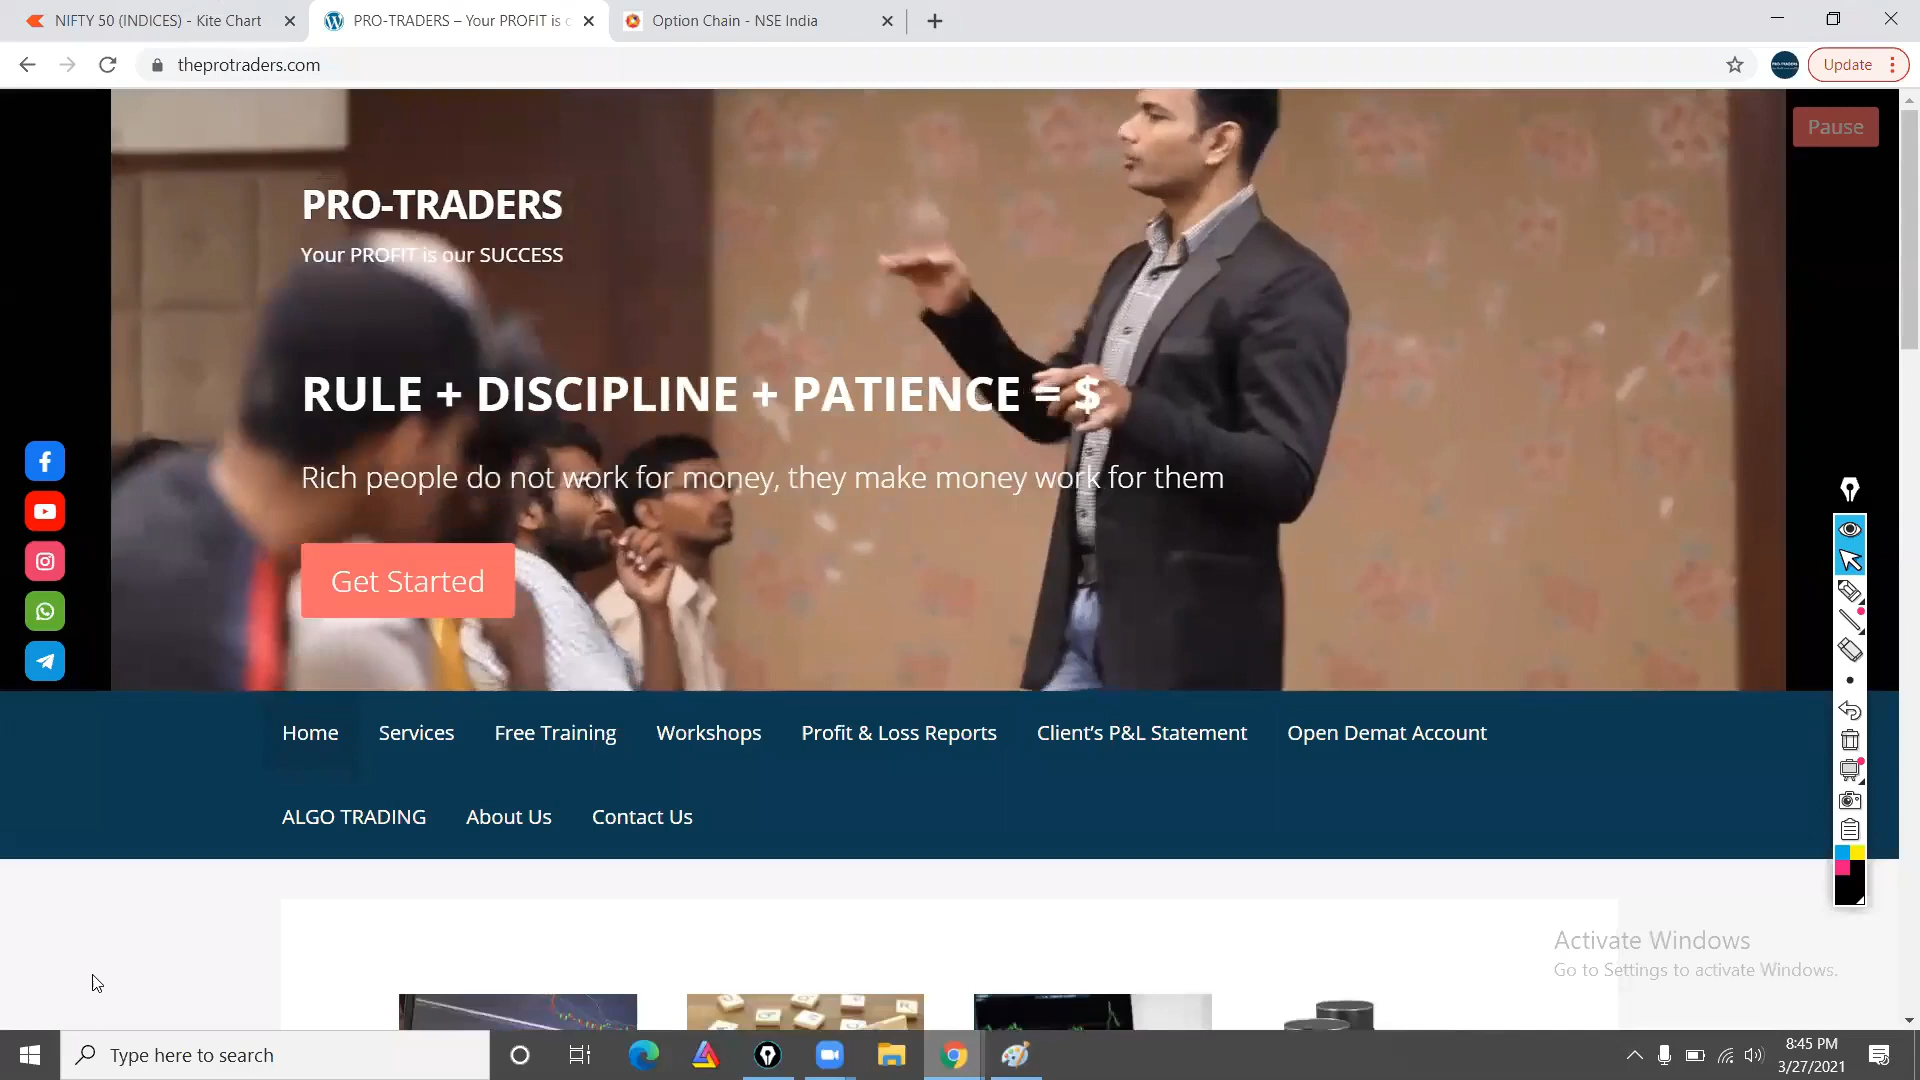 NIFTY 50 (INDICES) - Kite Chart
PRO-TRADERS – Your PROFIT is
Option Chain - NSE India
theprotraders.com
Update
Pause
PRO-TRADERS
Your PROFIT is our SUCCESS
RULE + DISCIPLINE + PATIENCE = $
Rich people do not work for money, they make money work for them
Get Started
Home Services Free Training Workshops Profit & Loss Reports Client’s P&L Statement Open Demat Account
ALGO TRADING About Us Contact Us
Activate Windows
Go to Settings to activate Windows.
Type here to search
8:45 PM
3/27/2021